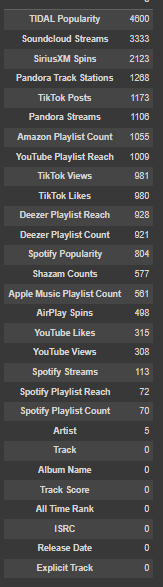 TIDAL Popularity 4600
Soundcloud Streams 3333
SiriusXM Spins 2123
Pandora Track Stations 1268
TikTok Posts 1173
Pandora Streams 1106
Amazon Playlist Count 1055
YouTube Playlist Reach 1009
TikTok Views 981
TikTok Likes 980
Deezer Playlist Reach 928
Deezer Playlist Count 921
Spotify Popularity 804
Shazam Counts 577
Apple Music Playlist Count 561
AirPlay Spins 498
YouTube Likes 315
YouTube Views 308
Spotify Streams 113
Spotify Playlist Reach 72
Spotify Playlist Count 70
Artist 5
Track 0
Album Name 0
Track Score 0
All Time Rank 0
ISRC 0
Release Date 0
Explicit Track 0